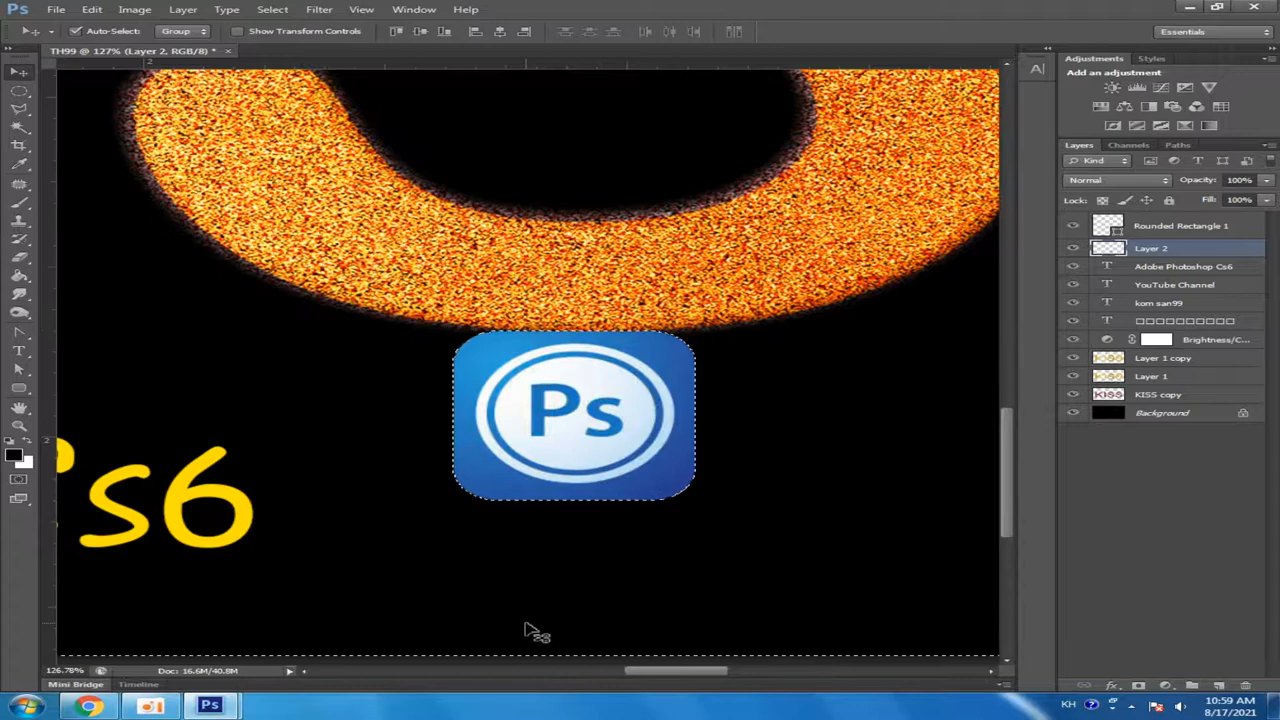 Ps File Edit Image Layer Type Select Filter View Window Help
Auto-Select: Group Show Transform Controls Essentials
TH99 @ 127% (Layer 2, RGB/8) * ×
Adjustments Styles
Add an adjustment
Layers Channels Paths
Kind
Normal Opacity: 100%
Lock: Fill: 100%
Rounded Rectangle 1
Layer 2
Adobe Photoshop Cs6
YouTube Channel
kom san99
Brightness/C...
Layer 1 copy
Layer 1
KISS copy
Background
Ps
Ps6
126.78% Doc: 16.6M/40.8M
Mini Bridge Timeline
Ps KH 10:59 AM
8/17/2021